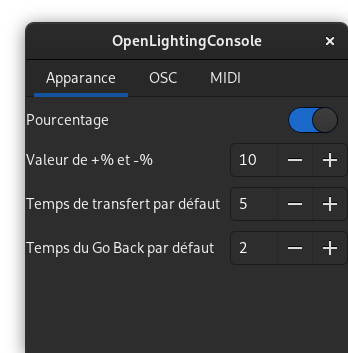 OpenLightingConsole
Apparance OSC MIDI
Pourcentage
Valeur de +% et -% 10
Temps de transfert par défaut 5
Temps du Go Back par défaut 2